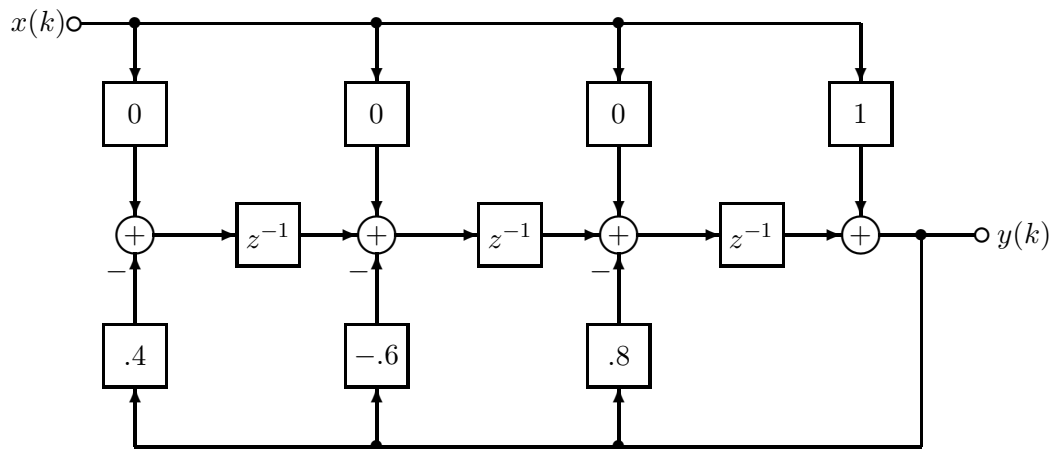 x(k)
0 0 0 1
+ z⁻¹ + z⁻¹ + z⁻¹ + y(k)
− − −
.4 −.6 .8